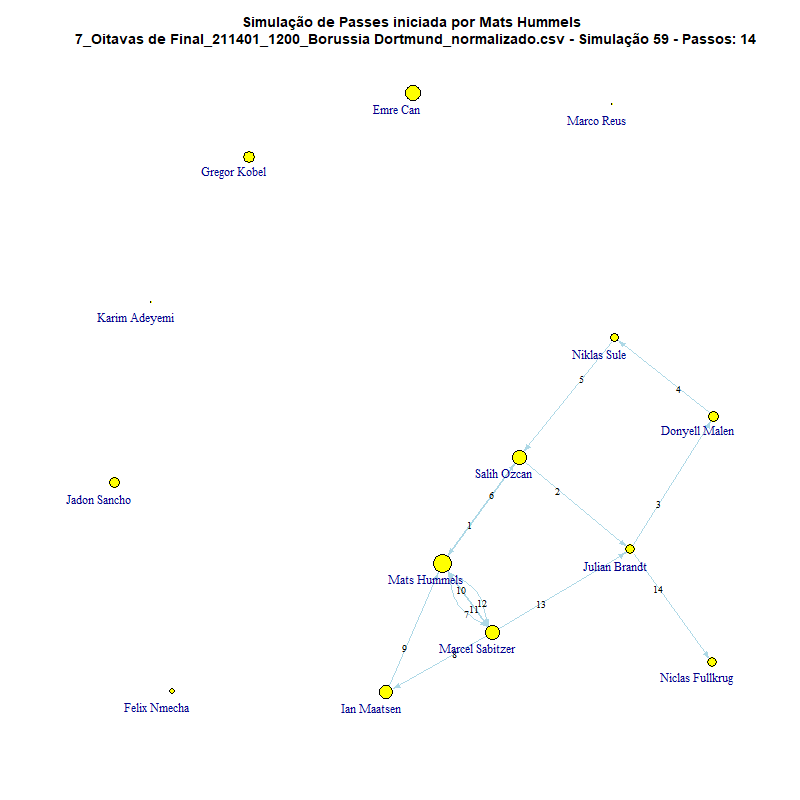 Simulação de Passes iniciada por Mats Hummels
7_Oitavas de Final_211401_1200_Borussia Dortmund_normalizado.csv - Simulação 59 - Passos: 14
Emre Can
Marco Reus
Gregor Kobel
Karim Adeyemi
Niklas Sule
5
4
Donyell Malen
Salih Ozcan
Jadon Sancho
6
2
3
1
Julian Brandt
Mats Hummels
10
14
12
13
11
7
Marcel Sabitzer
9
8
Niclas Fullkrug
Felix Nmecha
Ian Maatsen